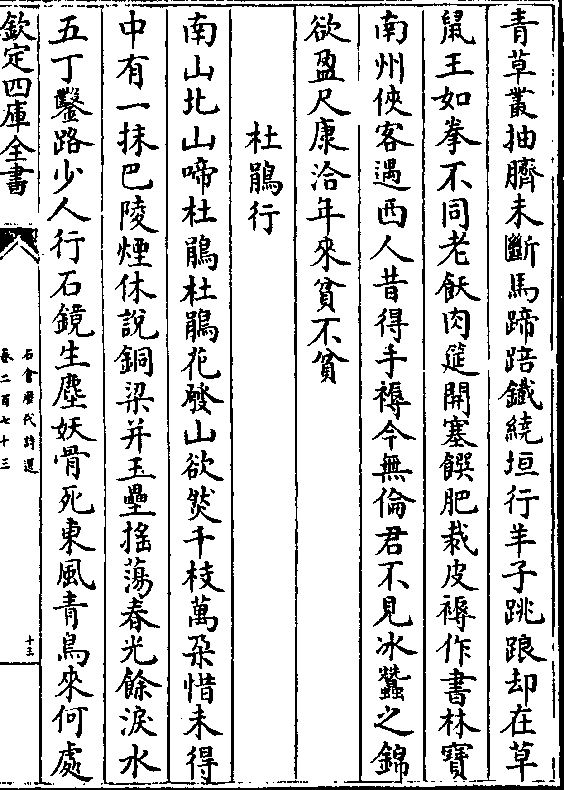 青草叢抽臍未斷馬蹄踣鐵繞垣行羊子跳踉却在草
鼠王如拳不同老飫肉筵開塞饌肥裁皮褥作書林寶
南州俠客遇西人昔得手褥今無倫君不見冰蠶之錦
欲盈尺康洽年來貧不貧
杜鵑行
南山北山啼杜鵑杜鵑花發山欲然千枝萬朶惜未得
中有一抹巴陵煙休說銅梁并玉壘搖蕩春光餘淚水
五丁鑿路少人行石鏡生塵妖骨死東風青鳥來何處
欽定四庫全書
石倉歷代詩選
卷二百七十三
十三